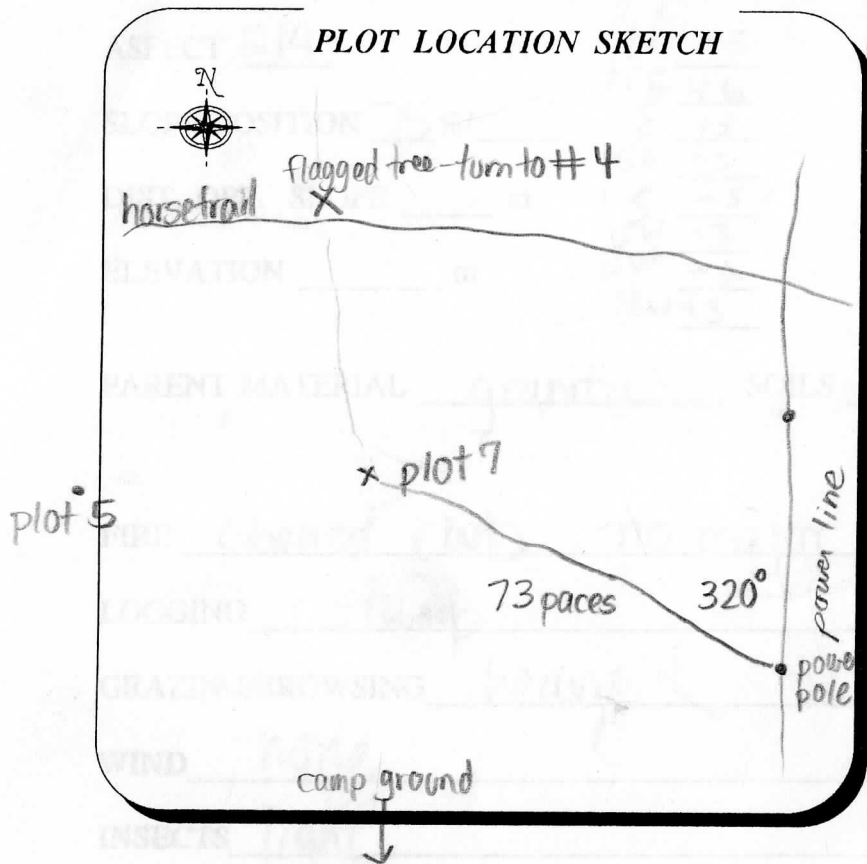 PLOT LOCATION SKETCH
N
flagged tree - turn to #4
horsetrail
ASPECT
SLOPE POSITION
ELEVATION
m
PARENT MATERIAL
SOILS
plot 7
plot 5
FIRE
73 paces
320°
power line
LOGGING
power
pole
GRAZING/BROWSING
WIND
none
camp ground
INSECTS